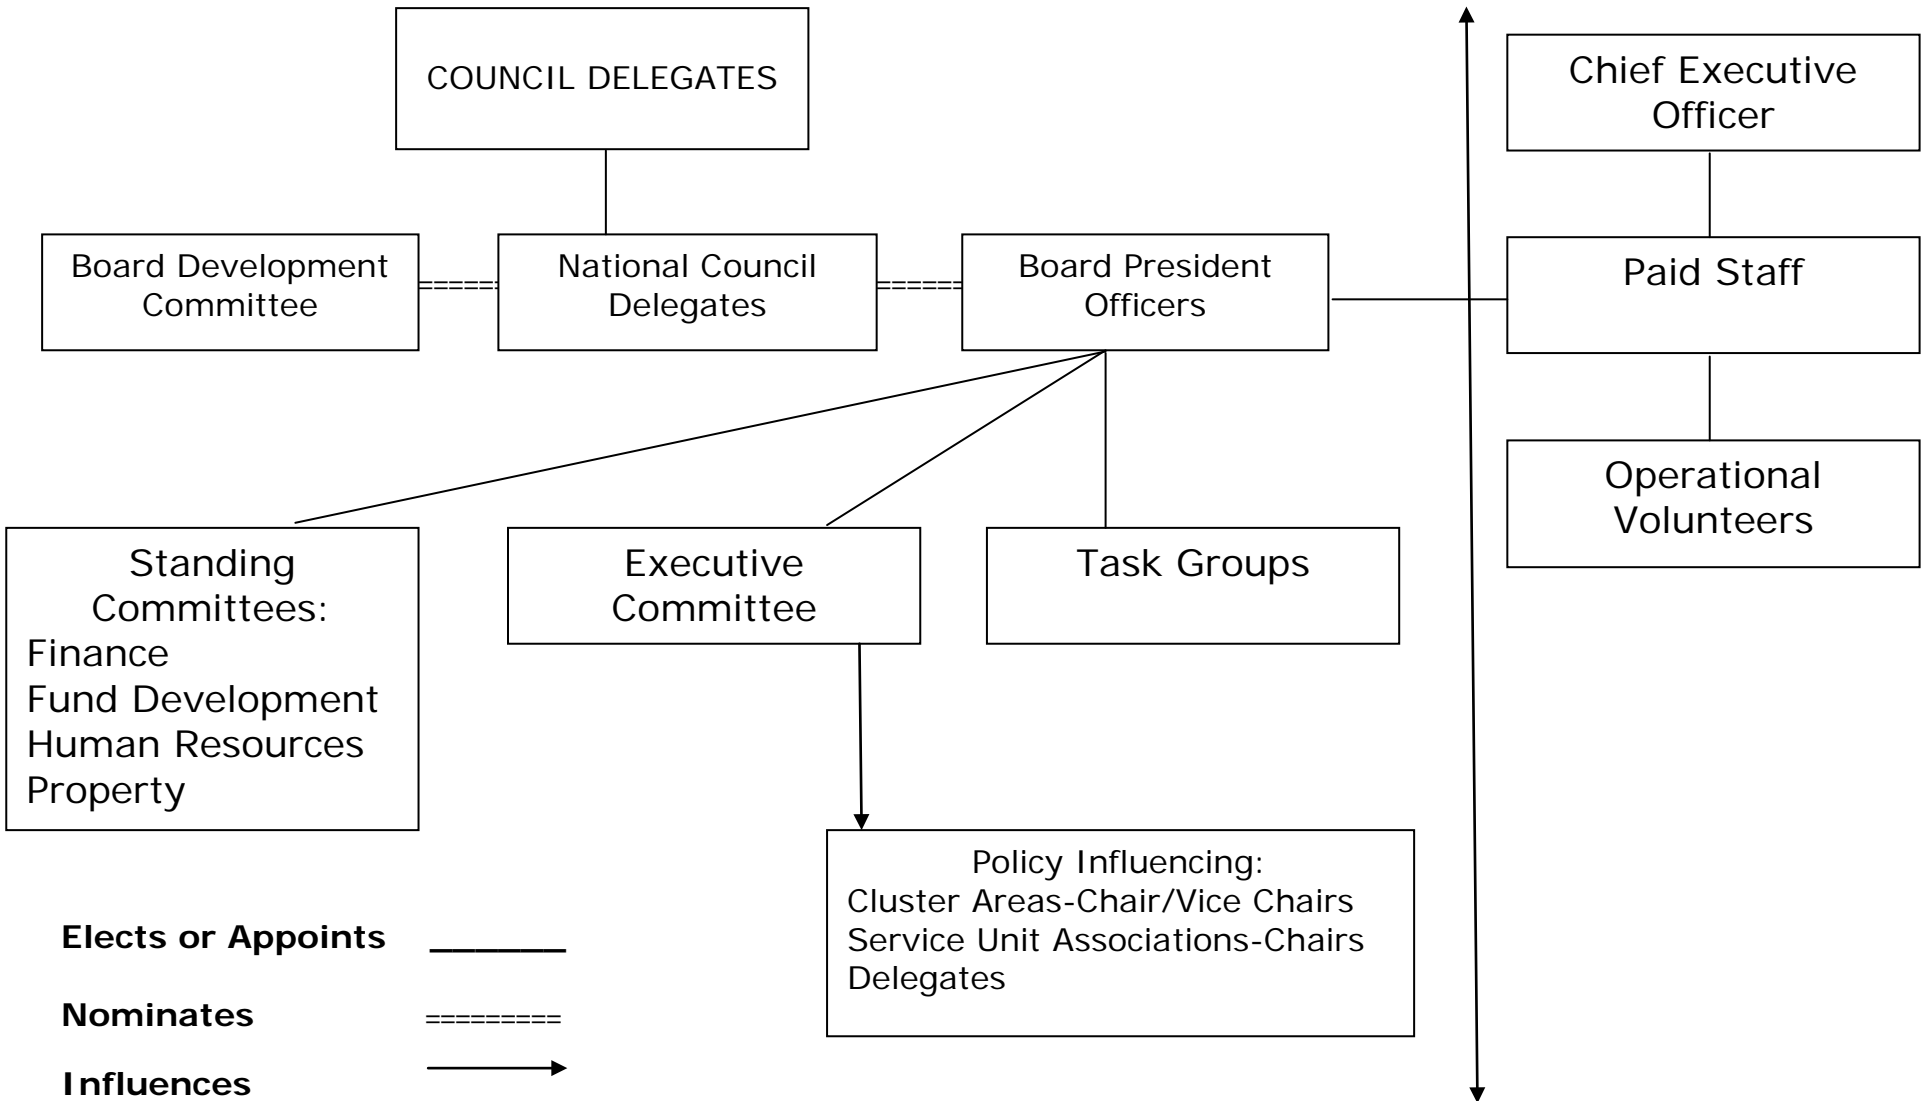 COUNCIL DELEGATES
Chief Executive
Officer
Board Development
Committee
National Council
Delegates
Board President
Officers
Paid Staff
Operational
Volunteers
Standing
Committees:
Finance
Fund Development
Human Resources
Property
Executive
Committee
Task Groups
Policy Influencing:
Cluster Areas-Chair/Vice Chairs
Service Unit Associations-Chairs
Delegates
Elects or Appoints
Nominates
Influences